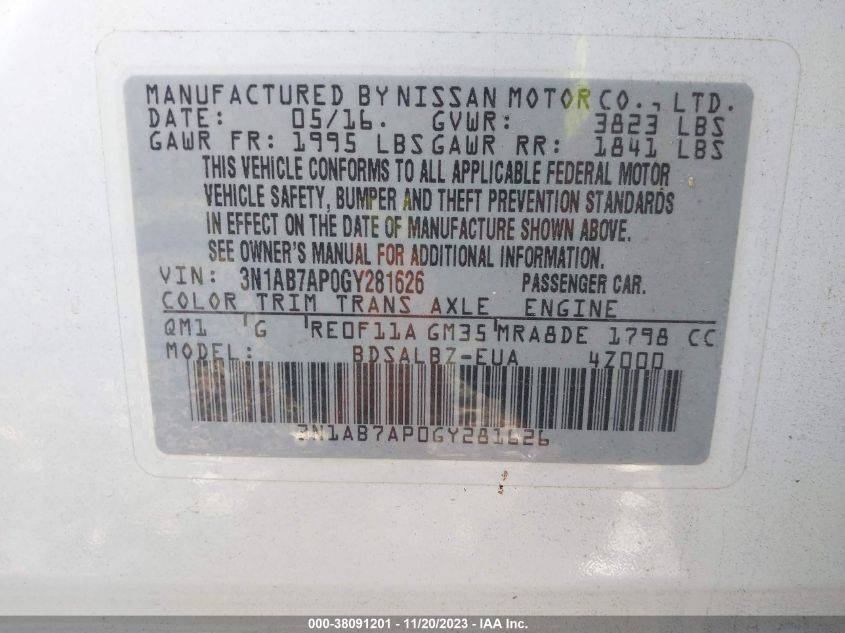 MANUFACTURED BY NISSAN MOTOR CO., LTD.
DATE: 05/16. GVWR: 3823 LBS
GAWR FR: 1995 LBS GAWR RR: 1841 LBS
THIS VEHICLE CONFORMS TO ALL APPLICABLE FEDERAL MOTOR
VEHICLE SAFETY, BUMPER AND THEFT PREVENTION STANDARDS
IN EFFECT ON THE DATE OF MANUFACTURE SHOWN ABOVE.
SEE OWNER'S MANUAL FOR ADDITIONAL INFORMATION.
VIN: 3N1AB7AP0GY281626 PASSENGER CAR.
COLOR TRIM TRANS AXLE ENGINE
QM1 G RE0F11A GM35 MRA8DE 1798 CC
MODEL: BDSALBZ-EUA 4Z000
3N1AB7AP0GY281626
000-38091201 - 11/20/2023 - IAA Inc.